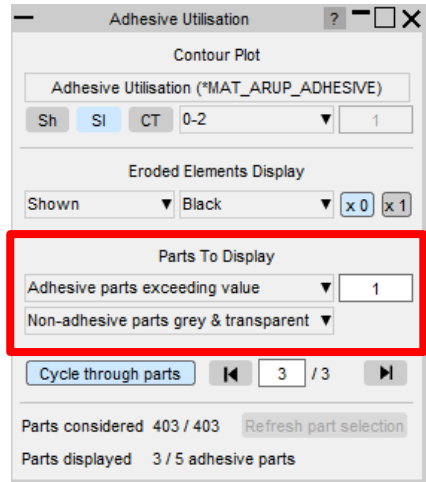 Adhesive Utilisation ?
Contour Plot
Adhesive Utilisation (*MAT_ARUP_ADHESIVE)
Sh SI CT 0-2 1
Eroded Elements Display
Shown Black x 0 x 1
Parts To Display
Adhesive parts exceeding value 1
Non-adhesive parts grey & transparent
Cycle through parts 3 / 3
Parts considered 403 / 403 Refresh part selection
Parts displayed 3 / 5 adhesive parts